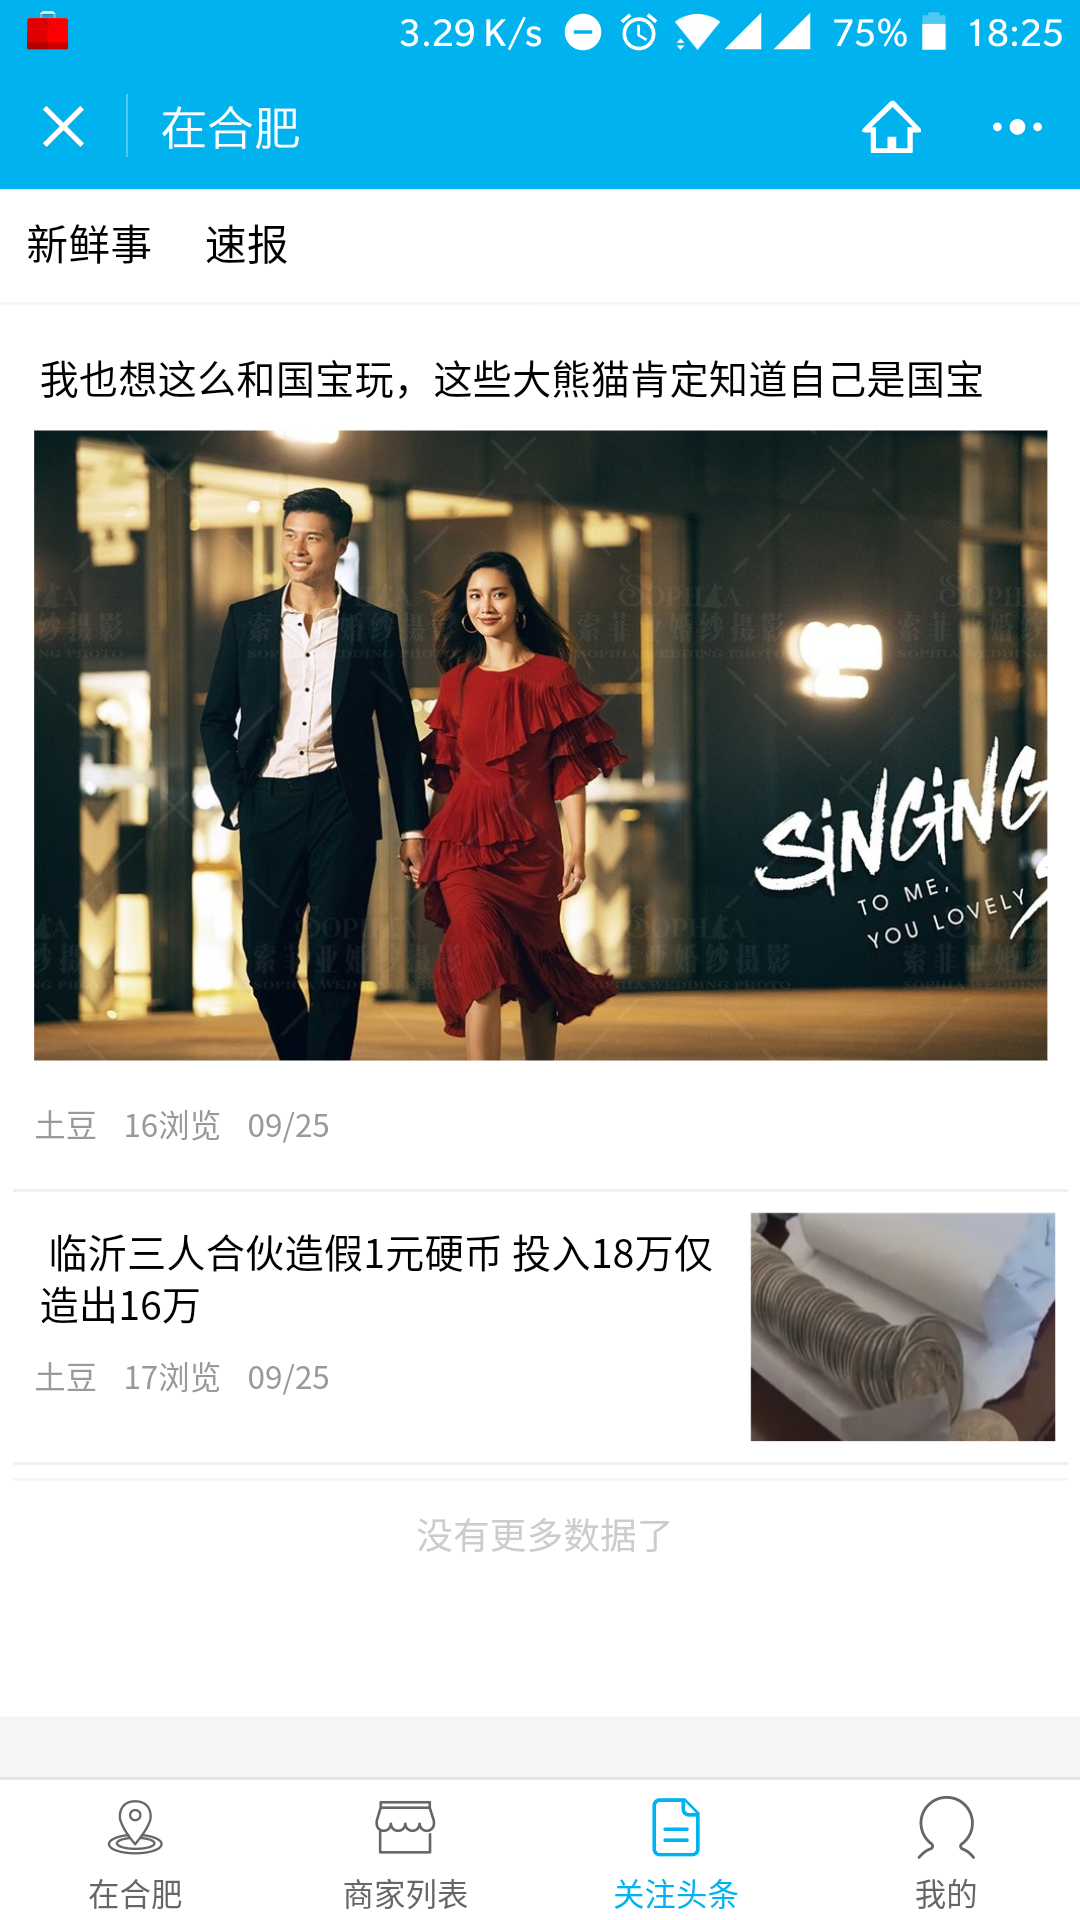 3.29 K/s 75% 18:25
在合肥
新鲜事 速报
我也想这么和国宝玩，这些大熊猫肯定知道自己是国宝
SOPHIA
索菲亚婚纱摄影
SOPHIA WEDDING PHOTO
SiNGiNG
TO ME,
YOU LOVELY
土豆 16浏览 09/25
临沂三人合伙造假1元硬币 投入18万仅
造出16万
土豆 17浏览 09/25
没有更多数据了
在合肥 商家列表 关注头条 我的